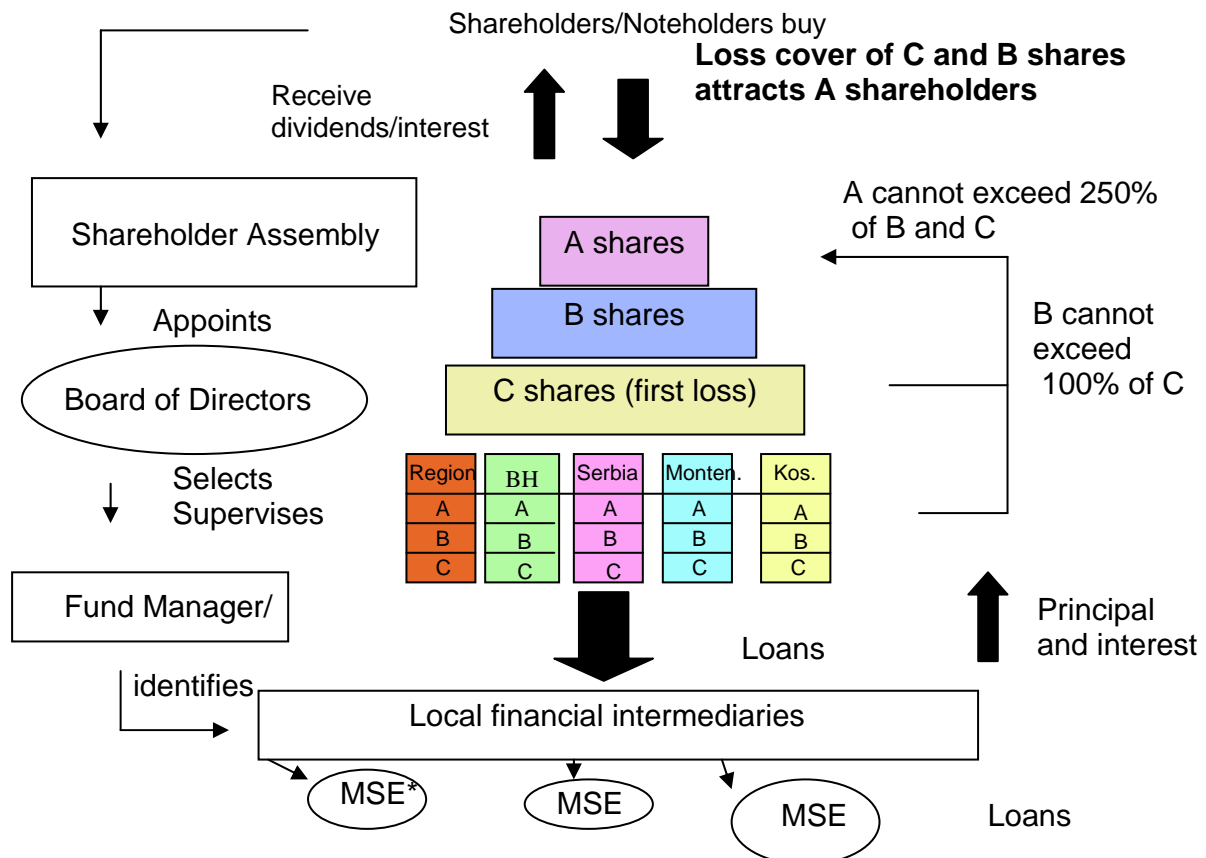 Shareholders/Noteholders buy
Loss cover of C and B shares
attracts A shareholders
Receive
dividends/interest
A cannot exceed 250%
of B and C
Shareholder Assembly
A shares
B shares
B cannot
exceed
100% of C
Appoints
C shares (first loss)
Board of Directors
Region BH Serbia Monten. Kos.
A A A A A
B B B B B
C C C C C
Selects
Supervises
Fund Manager/
Principal
and interest
Loans
identifies
Local financial intermediaries
MSE* MSE MSE
Loans